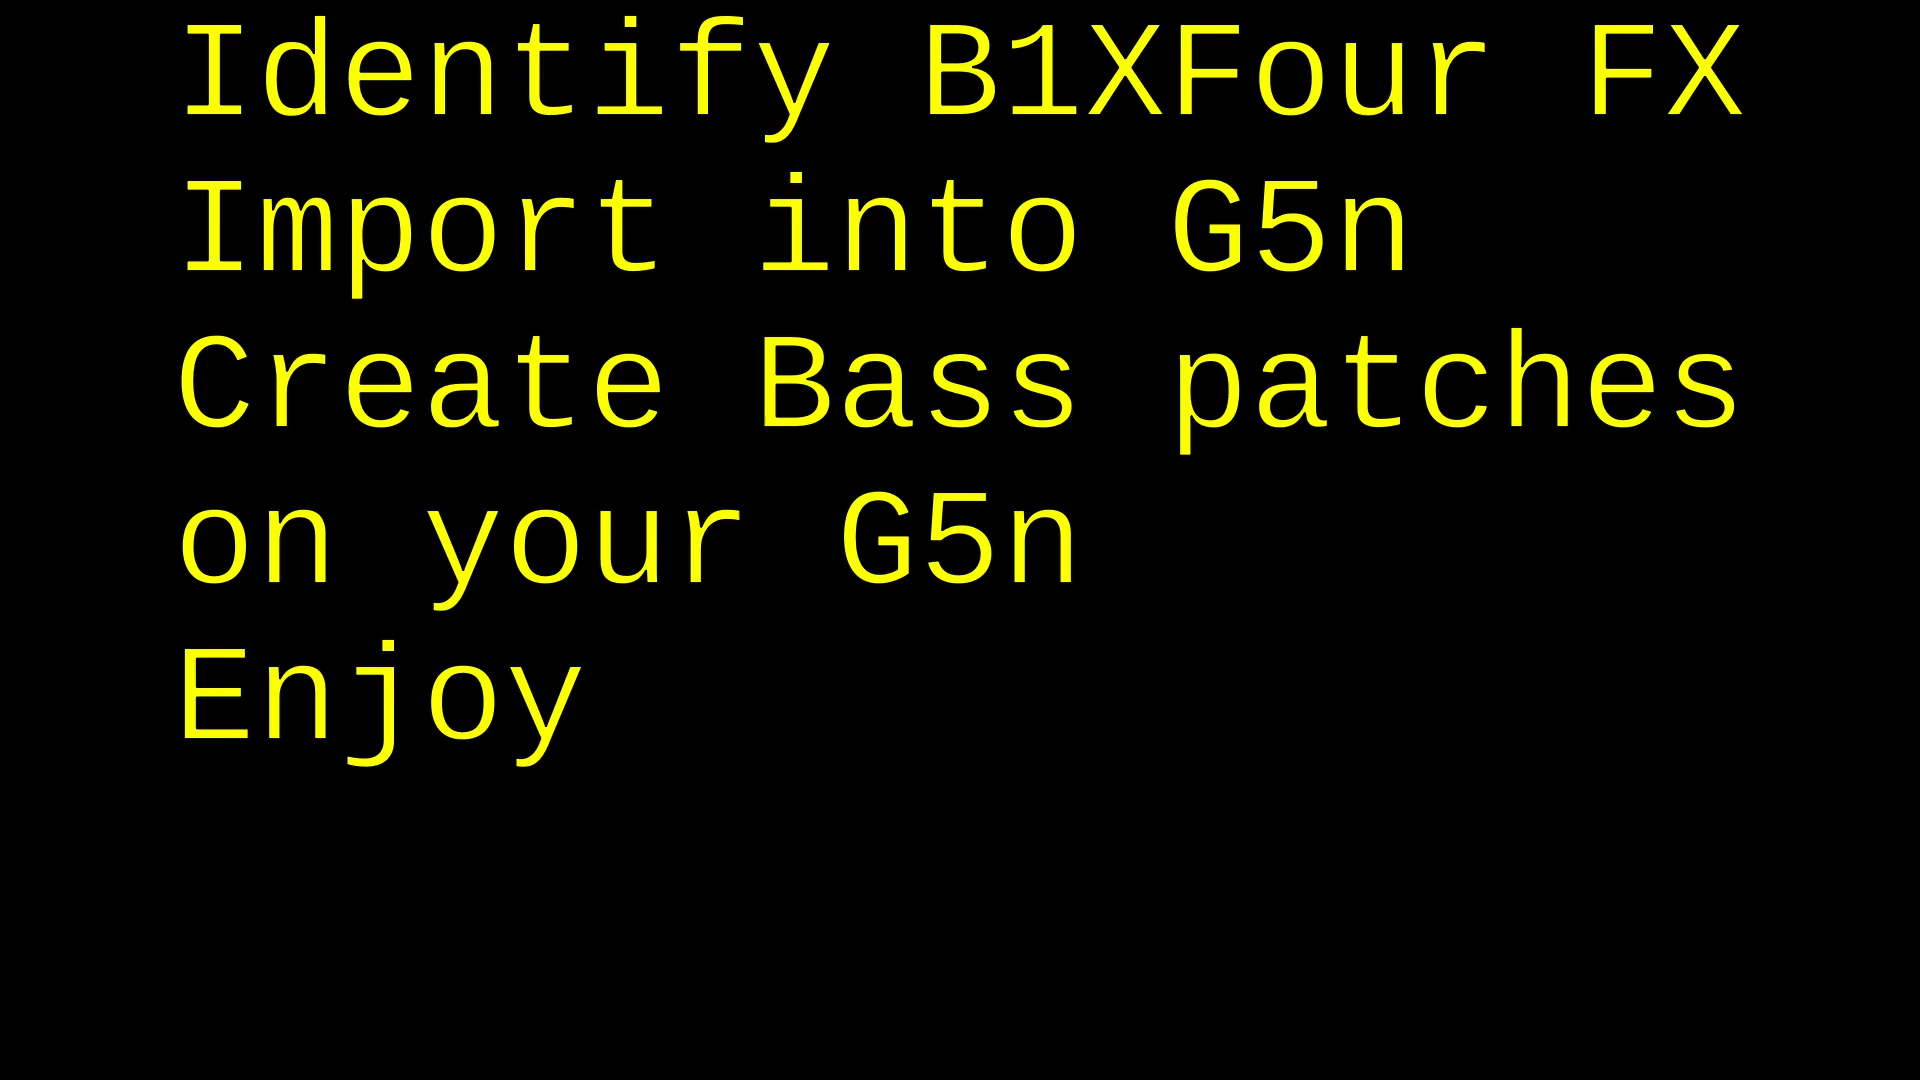 Identify B1XFour FX
Import into G5n
Create Bass patches
on your G5n
Enjoy